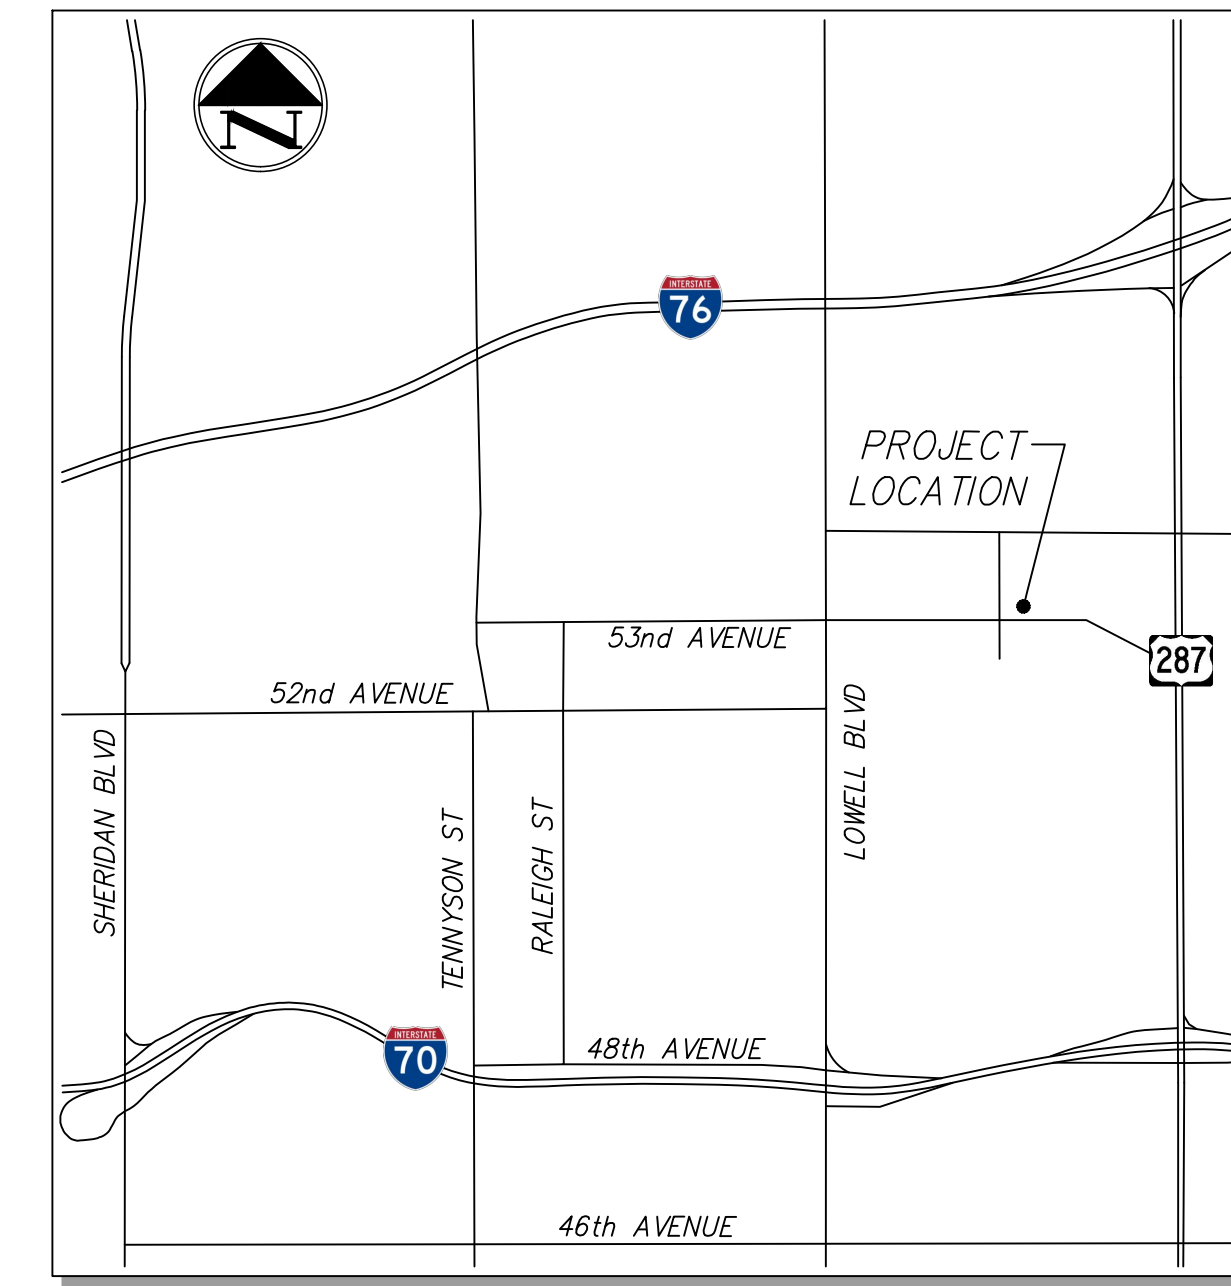 N
INTERSTATE
76
PROJECT
LOCATION
53nd AVENUE
287
52nd AVENUE
SHERIDAN BLVD
TENNYSON ST
RALEIGH ST
LOWELL BLVD
INTERSTATE
70
48th AVENUE
46th AVENUE